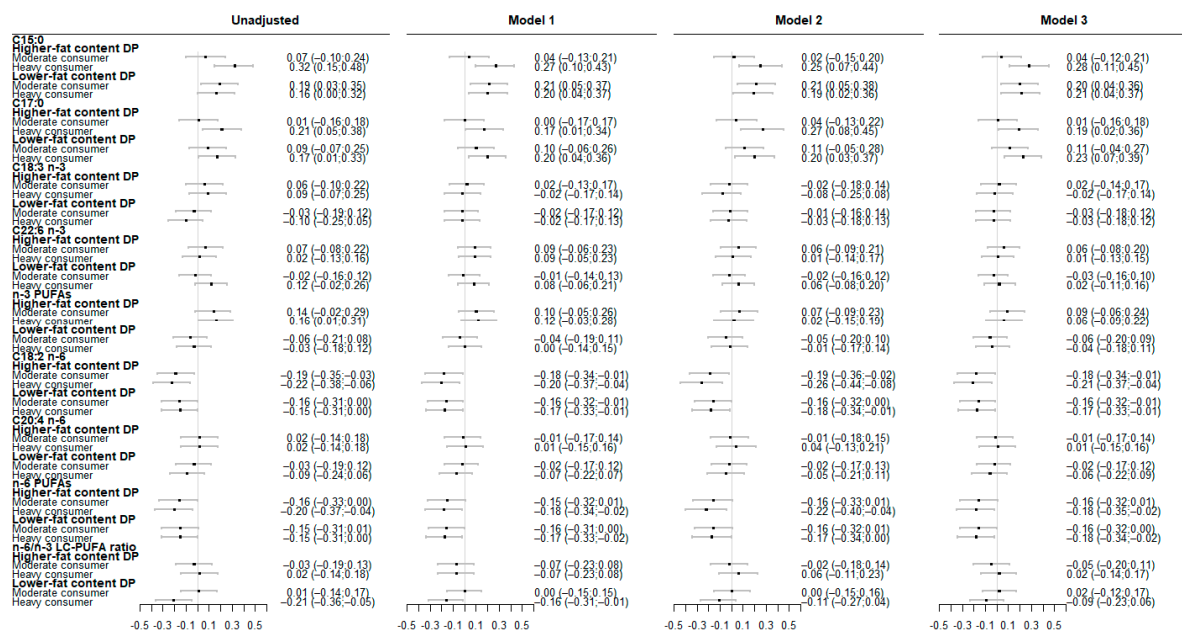 Unadjusted Model 1 Model 2 Model 3
C15:0
Higher-fat content DP
Moderate consumer 0.07 (−0.10;0.24) 0.04 (−0.13;0.21) 0.02 (−0.15;0.20) 0.04 (−0.12;0.21)
Heavy consumer 0.32 (0.15;0.48) 0.27 (0.10;0.43) 0.25 (0.07;0.44) 0.28 (0.11;0.45)
Lower-fat content DP
Moderate consumer 0.19 (0.03;0.35) 0.21 (0.05;0.38) 0.21 (0.05;0.38) 0.20 (0.04;0.36)
Heavy consumer 0.16 (0.00;0.32) 0.20 (0.04;0.37) 0.19 (0.02;0.36) 0.21 (0.04;0.37)
C17:0
Higher-fat content DP
Moderate consumer 0.01 (−0.16;0.18) 0.00 (−0.17;0.17) 0.04 (−0.13;0.22) 0.01 (−0.16;0.18)
Heavy consumer 0.21 (0.05;0.38) 0.17 (0.01;0.34) 0.27 (0.08;0.45) 0.19 (0.02;0.36)
Lower-fat content DP
Moderate consumer 0.09 (−0.07;0.25) 0.10 (−0.06;0.26) 0.11 (−0.05;0.28) 0.11 (−0.04;0.27)
Heavy consumer 0.17 (0.01;0.33) 0.20 (0.04;0.36) 0.20 (0.03;0.37) 0.23 (0.07;0.39)
C18:3 n-3
Higher-fat content DP
Moderate consumer 0.06 (−0.10;0.22) 0.02 (−0.13;0.17) −0.02 (−0.18;0.14) 0.02 (−0.14;0.17)
Heavy consumer 0.09 (−0.07;0.25) −0.02 (−0.17;0.14) −0.08 (−0.25;0.08) −0.02 (−0.17;0.14)
Lower-fat content DP
Moderate consumer −0.03 (−0.19;0.12) −0.02 (−0.17;0.12) −0.01 (−0.16;0.14) −0.03 (−0.18;0.12)
Heavy consumer −0.10 (−0.25;0.05) −0.02 (−0.17;0.13) −0.03 (−0.18;0.13) −0.03 (−0.18;0.12)
C22:6 n-3
Higher-fat content DP
Moderate consumer 0.07 (−0.08;0.22) 0.09 (−0.06;0.23) 0.06 (−0.09;0.21) 0.06 (−0.08;0.20)
Heavy consumer 0.02 (−0.13;0.16) 0.09 (−0.05;0.23) 0.01 (−0.14;0.17) 0.01 (−0.13;0.15)
Lower-fat content DP
Moderate consumer −0.02 (−0.16;0.12) −0.01 (−0.14;0.13) −0.02 (−0.16;0.12) −0.03 (−0.16;0.10)
Heavy consumer 0.12 (−0.02;0.26) 0.08 (−0.06;0.21) 0.06 (−0.08;0.20) 0.02 (−0.11;0.16)
n-3 PUFAs
Higher-fat content DP
Moderate consumer 0.14 (−0.02;0.29) 0.10 (−0.05;0.26) 0.07 (−0.09;0.23) 0.09 (−0.06;0.24)
Heavy consumer 0.16 (0.01;0.31) 0.12 (−0.03;0.28) 0.02 (−0.15;0.19) 0.06 (−0.09;0.22)
Lower-fat content DP
Moderate consumer −0.06 (−0.21;0.08) −0.04 (−0.19;0.11) −0.05 (−0.20;0.10) −0.06 (−0.20;0.09)
Heavy consumer −0.03 (−0.18;0.12) 0.00 (−0.14;0.15) −0.01 (−0.17;0.14) −0.04 (−0.18;0.11)
C18:2 n-6
Higher-fat content DP
Moderate consumer −0.19 (−0.35;−0.03) −0.18 (−0.34;−0.01) −0.19 (−0.36;−0.02) −0.18 (−0.34;−0.01)
Heavy consumer −0.22 (−0.38;−0.06) −0.20 (−0.37;−0.04) −0.26 (−0.44;−0.08) −0.21 (−0.37;−0.04)
Lower-fat content DP
Moderate consumer −0.16 (−0.31;0.00) −0.16 (−0.32;−0.01) −0.16 (−0.32;0.00) −0.16 (−0.32;−0.01)
Heavy consumer −0.15 (−0.31;0.00) −0.17 (−0.33;−0.01) −0.18 (−0.34;−0.01) −0.17 (−0.33;−0.01)
C20:4 n-6
Higher-fat content DP
Moderate consumer 0.02 (−0.14;0.18) −0.01 (−0.17;0.14) −0.01 (−0.18;0.15) −0.01 (−0.17;0.14)
Heavy consumer 0.02 (−0.14;0.18) 0.01 (−0.15;0.16) 0.04 (−0.13;0.21) 0.01 (−0.15;0.16)
Lower-fat content DP
Moderate consumer −0.03 (−0.19;0.12) −0.02 (−0.17;0.12) −0.02 (−0.17;0.13) −0.02 (−0.17;0.12)
Heavy consumer −0.09 (−0.24;0.06) −0.07 (−0.22;0.07) −0.05 (−0.21;0.11) −0.06 (−0.22;0.09)
n-6 PUFAs
Higher-fat content DP
Moderate consumer −0.16 (−0.33;0.00) −0.15 (−0.32;0.01) −0.16 (−0.33;0.01) −0.16 (−0.32;0.01)
Heavy consumer −0.20 (−0.37;−0.04) −0.18 (−0.34;−0.02) −0.22 (−0.40;−0.04) −0.18 (−0.35;−0.02)
Lower-fat content DP
Moderate consumer −0.15 (−0.31;0.01) −0.16 (−0.31;0.00) −0.16 (−0.32;0.01) −0.16 (−0.32;0.00)
Heavy consumer −0.15 (−0.31;0.00) −0.17 (−0.33;−0.02) −0.17 (−0.34;0.00) −0.18 (−0.34;−0.02)
n-6/n-3 LC-PUFA ratio
Higher-fat content DP
Moderate consumer −0.03 (−0.19;0.13) −0.07 (−0.23;0.08) −0.02 (−0.18;0.14) −0.05 (−0.20;0.11)
Heavy consumer 0.02 (−0.14;0.18) −0.07 (−0.23;0.08) 0.06 (−0.11;0.23) 0.02 (−0.14;0.17)
Lower-fat content DP
Moderate consumer 0.01 (−0.14;0.17) 0.00 (−0.15;0.15) 0.00 (−0.15;0.16) 0.02 (−0.12;0.17)
Heavy consumer −0.21 (−0.36;−0.05) −0.16 (−0.31;−0.01) −0.11 (−0.27;0.04) −0.09 (−0.23;0.06)
-0.5 -0.3 -0.1 0.1 0.3 0.5 -0.5 -0.3 -0.1 0.1 0.3 0.5 -0.5 -0.3 -0.1 0.1 0.3 0.5 -0.5 -0.3 -0.1 0.1 0.3 0.5